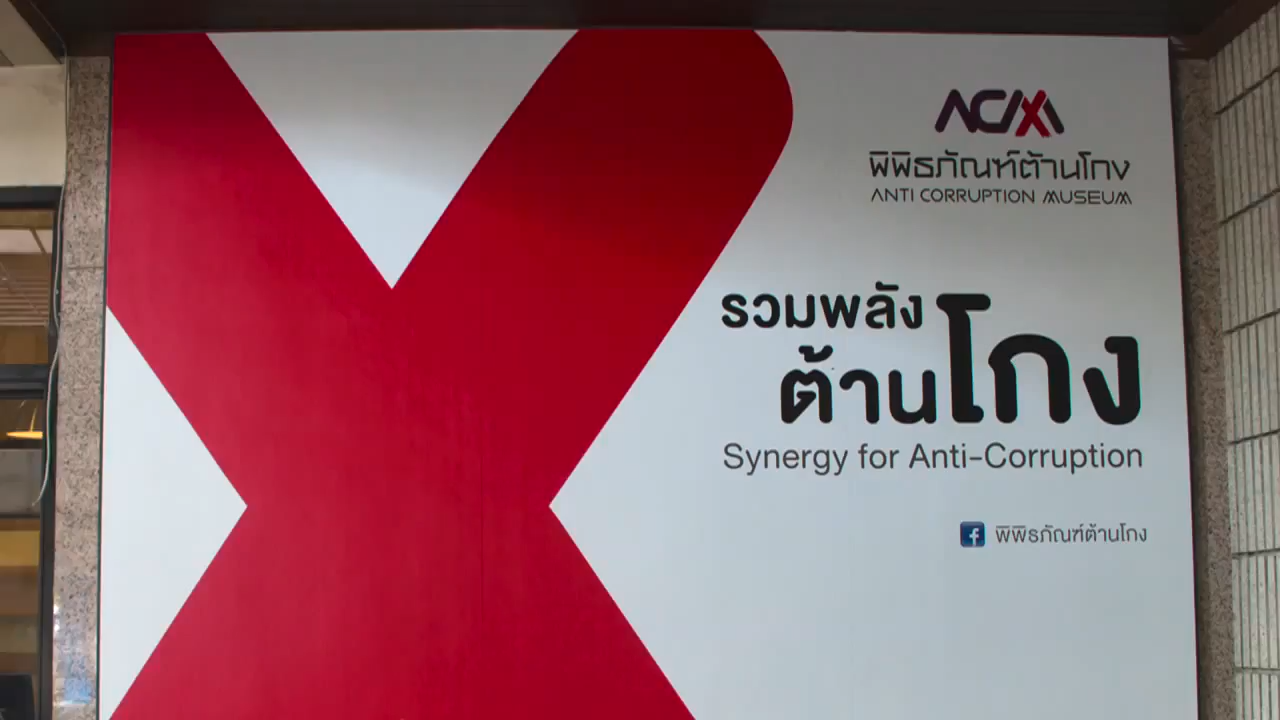 ACM
พิพิธภัณฑ์ต้านโกง
ANTI CORRUPTION MUSEUM
รวมพลัง
ต้านโกง
Synergy for Anti-Corruption
f พิพิธภัณฑ์ต้านโกง